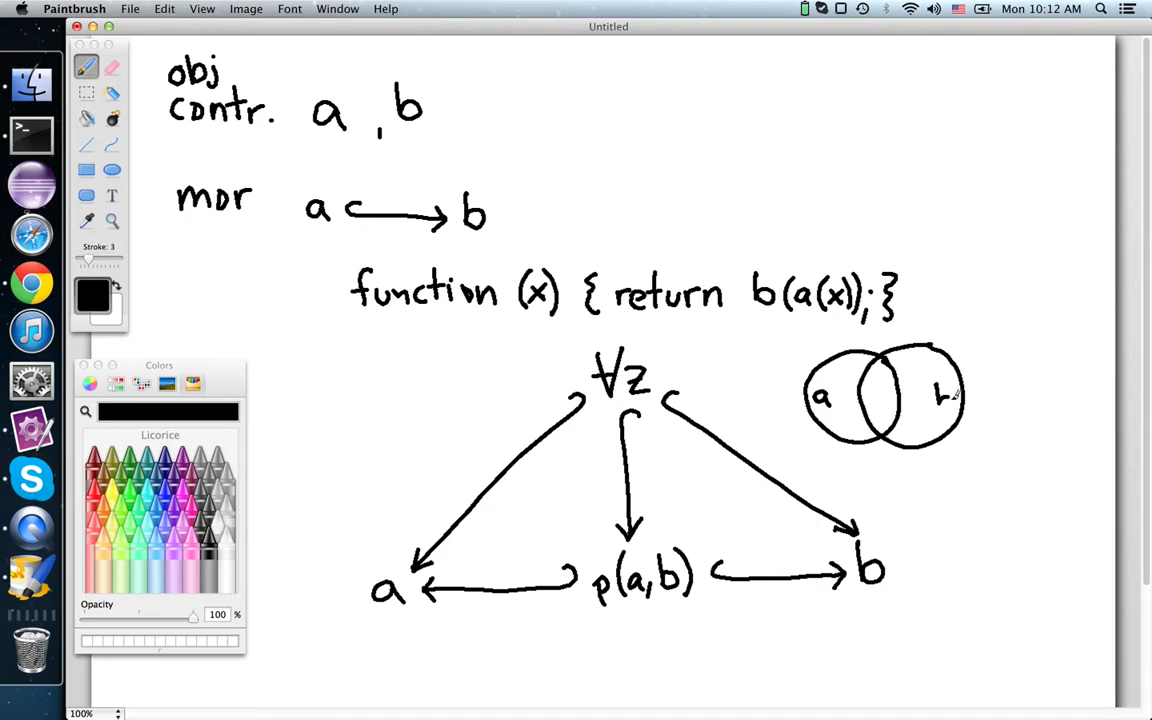 Paintbrush File Edit View Image Font Window Help Mon 10:12 AM
Untitled
obj
contr. a , b
mor a b
Stroke: 3
function (x) { return b(a(x)); }
Colors
∀z
a
Licorice
a p(a,b) b
Opacity
100 %
100%